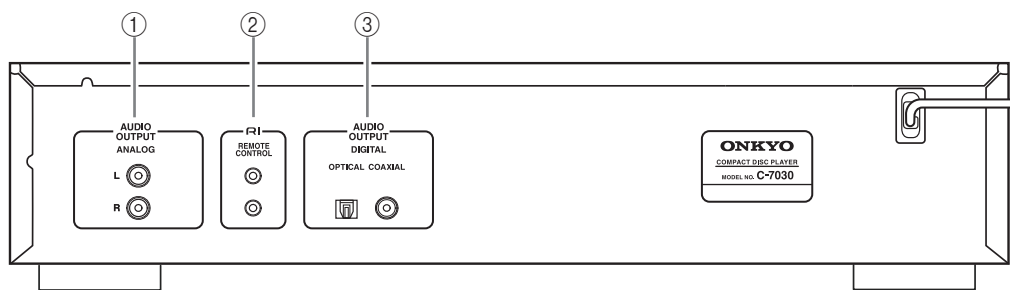 ① ② ③
AUDIO
OUTPUT
ANALOG
L
R
RI
REMOTE
CONTROL
AUDIO
OUTPUT
DIGITAL
OPTICAL COAXIAL
ONKYO
COMPACT DISC PLAYER
MODEL NO. C-7030